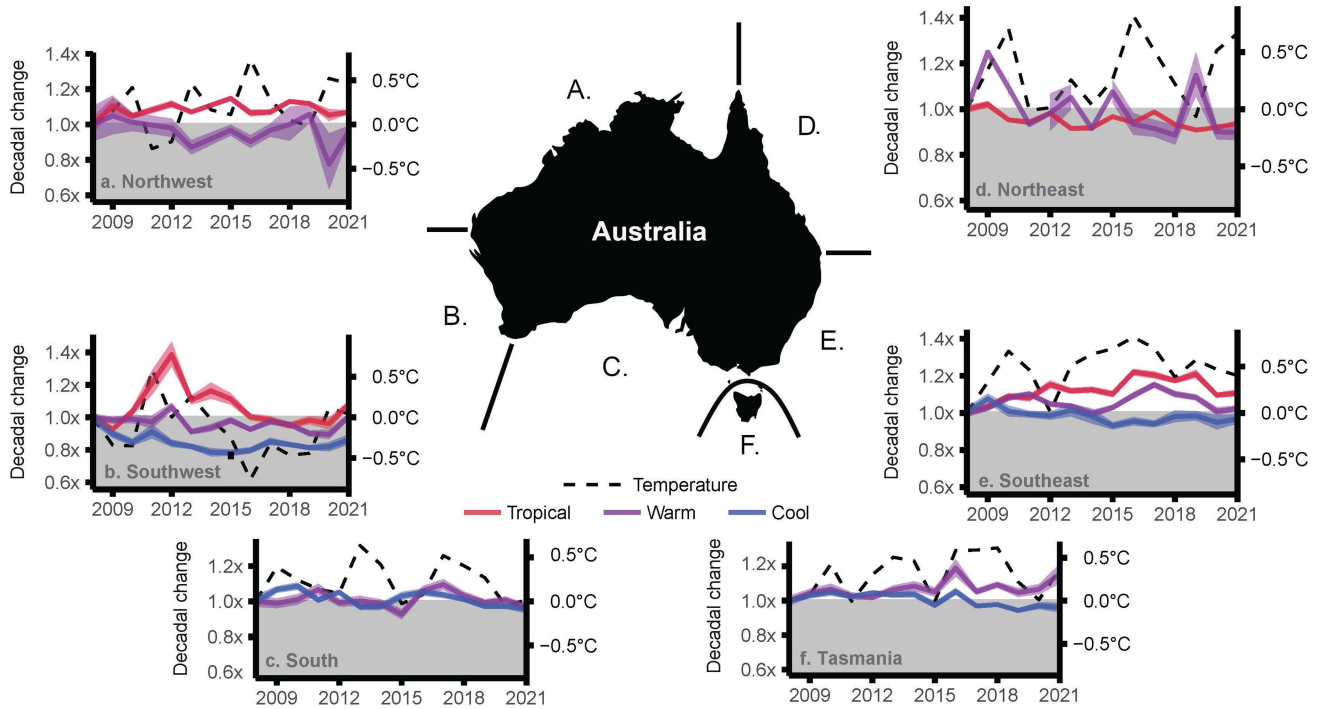 Decadal change
1.4x
1.2x
1.0x
0.8x
0.6x
0.5°C
0.0°C
−0.5°C
a. Northwest
2009 2012 2015 2018 2021
A.
D.
Australia
B.
C.
E.
F.
Decadal change
1.4x
1.2x
1.0x
0.8x
0.6x
0.5°C
0.0°C
−0.5°C
d. Northeast
2009 2012 2015 2018 2021
Decadal change
1.4x
1.2x
1.0x
0.8x
0.6x
0.5°C
0.0°C
−0.5°C
b. Southwest
2009 2012 2015 2018 2021
Decadal change
1.4x
1.2x
1.0x
0.8x
0.6x
0.5°C
0.0°C
−0.5°C
e. Southeast
2009 2012 2015 2018 2021
Temperature
Tropical Warm Cool
Decadal change
1.2x
1.0x
0.8x
0.6x
0.5°C
0.0°C
−0.5°C
c. South
2009 2012 2015 2018 2021
Decadal change
1.2x
1.0x
0.8x
0.6x
0.5°C
0.0°C
−0.5°C
f. Tasmania
2009 2012 2015 2018 2021